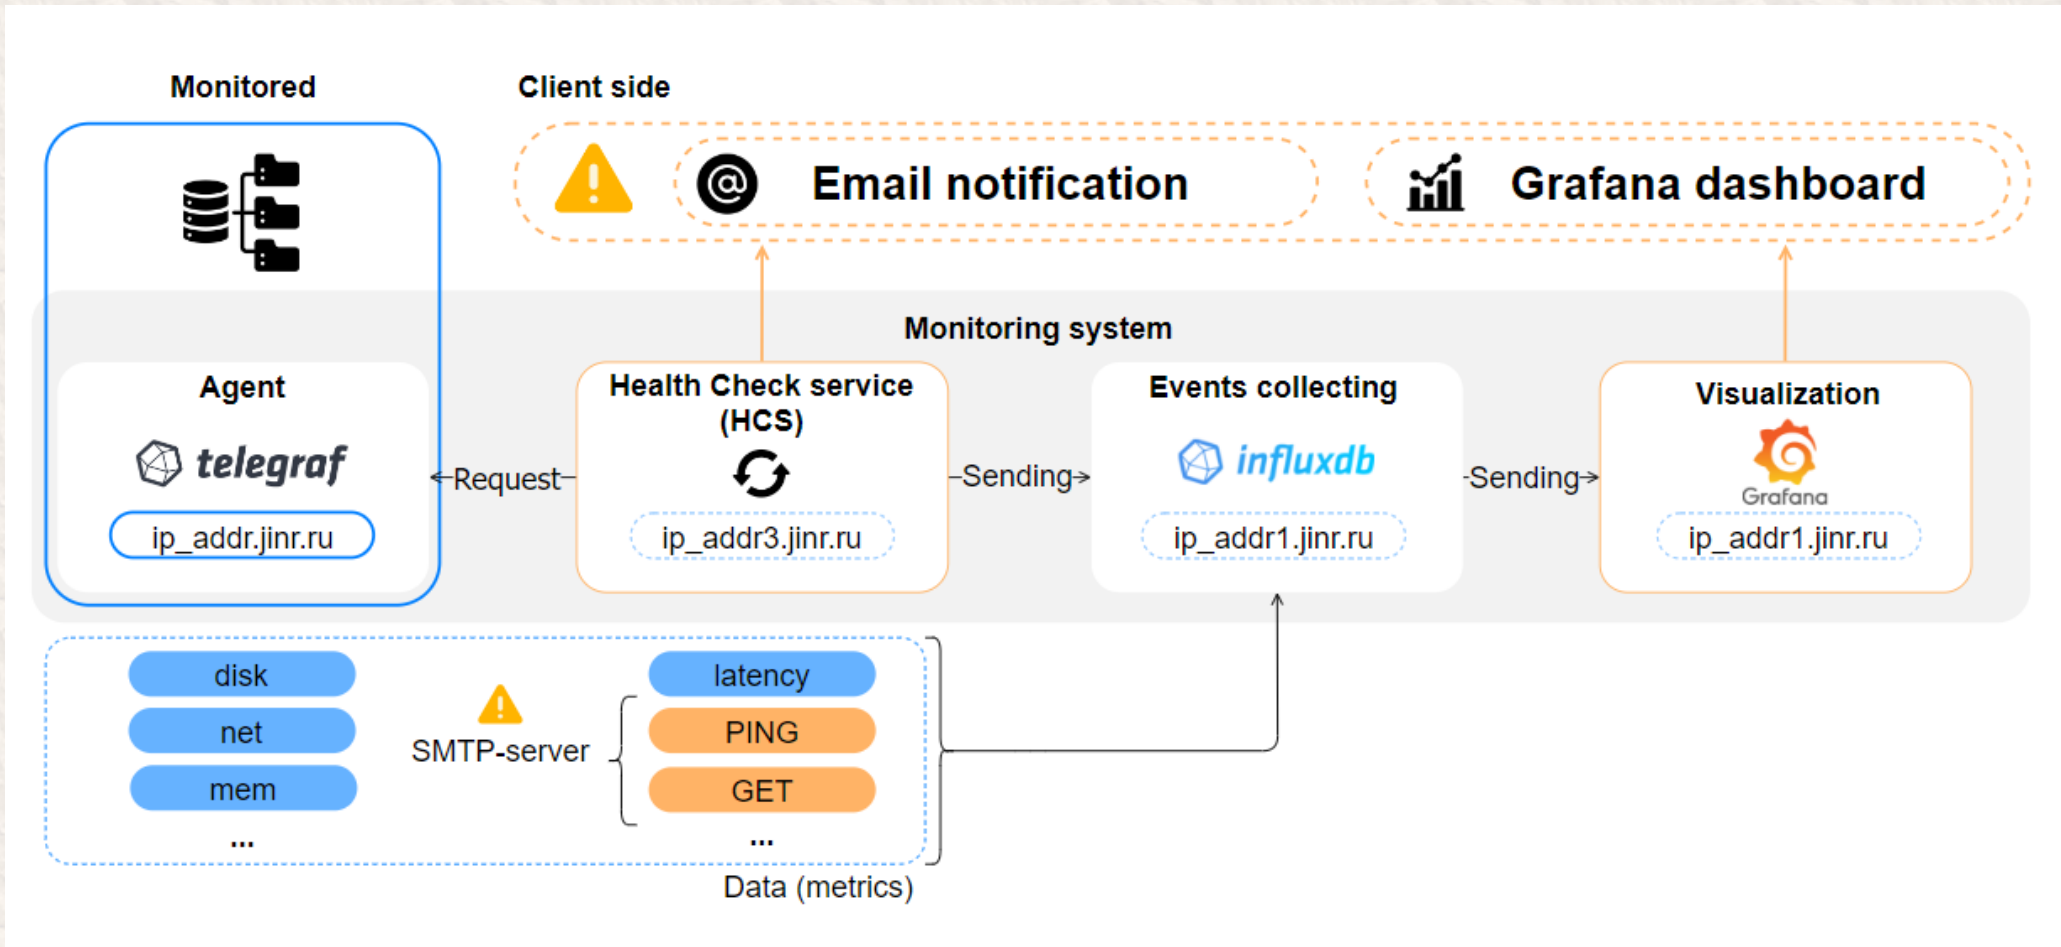 Monitored
Client side
Email notification
Grafana dashboard
Monitoring system
Agent
telegraf
ip_addr.jinr.ru
Request
Health Check service
(HCS)
ip_addr3.jinr.ru
Sending
Events collecting
influxdb
ip_addr1.jinr.ru
Sending
Visualization
Grafana
ip_addr1.jinr.ru
disk
net
mem
...
SMTP-server
latency
PING
GET
...
Data (metrics)